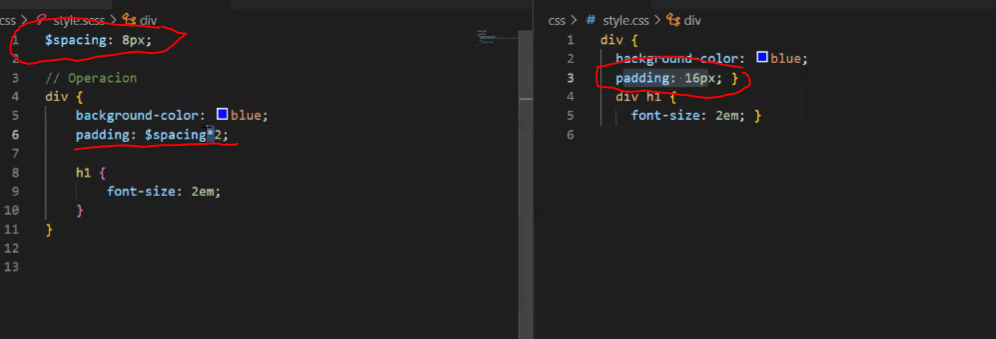 css > style.scss > div
1 $spacing: 8px;
2
3 // Operacion
4 div {
5 background-color: blue;
6 padding: $spacing*2;
7
8 h1 {
9 font-size: 2em;
10 }
11 }
12
13
css > # style.css > div
1 div {
2 background-color: blue;
3 padding: 16px; }
4 div h1 {
5 font-size: 2em; }
6